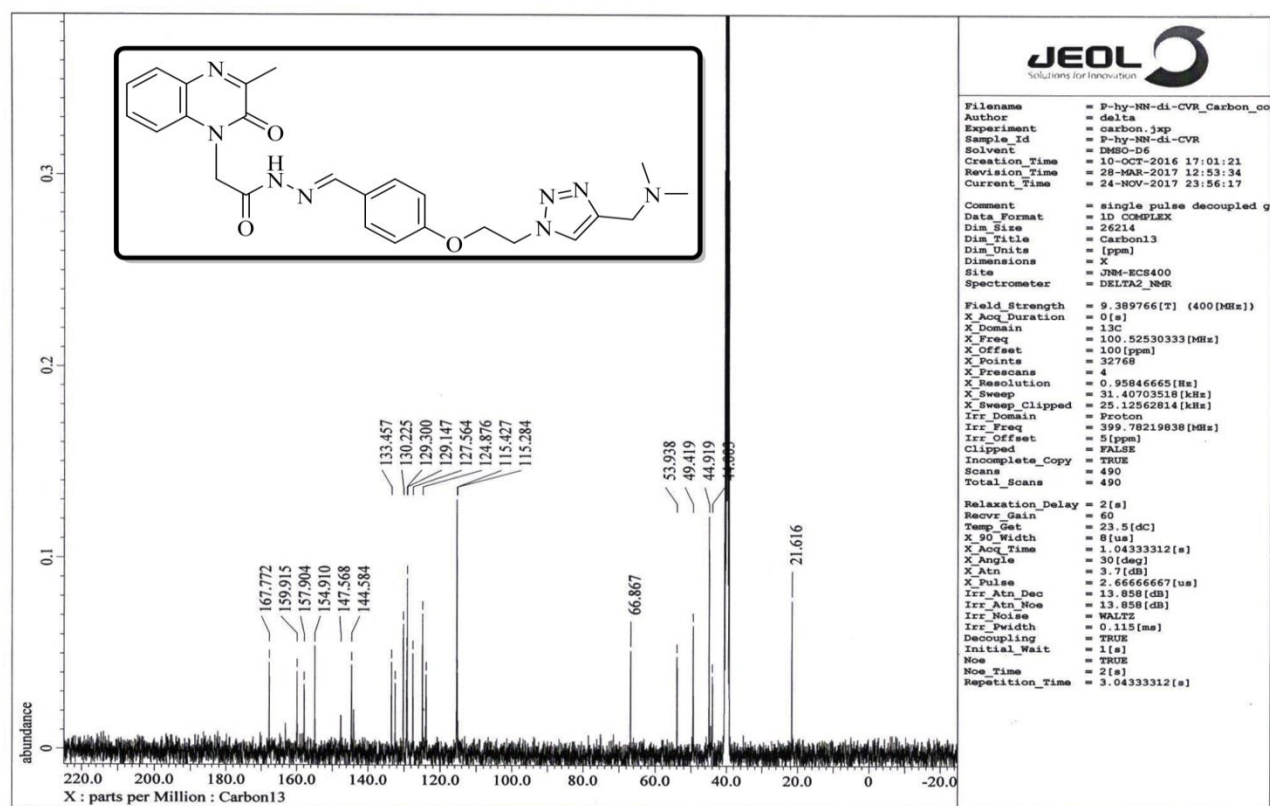 JEOL
Solutions for Innovation
Filename = P-hy-NN-di-CVR_Carbon_co
Author = delta
Experiment = carbon.jxp
Sample_Id = P-hy-NN-di-CVR
Solvent = DMSO-D6
Creation_Time = 10-OCT-2016 17:01:21
Revision_Time = 28-MAR-2017 12:53:34
Current_Time = 24-NOV-2017 23:56:17
Comment = single pulse decoupled g
Data_Format = 1D COMPLEX
Dim_Size = 26214
Dim_Title = Carbon13
Dim_Units = [ppm]
Dimensions = X
Site = JNM-ECS400
Spectrometer = DELTA2_NMR
Field_Strength = 9.389766[T] (400[MHz])
X_Acq_Duration = 0[s]
X_Domain = 13C
X_Freq = 100.52530333[MHz]
X_Offset = 100[ppm]
X_Points = 32768
X_Prescans = 4
X_Resolution = 0.95846665[Hz]
X_Sweep = 31.40703518[kHz]
X_Sweep_Clipped = 25.12562814[kHz]
Irr_Domain = Proton
Irr_Freq = 399.78219838[MHz]
Irr_Offset = 5[ppm]
Clipped = FALSE
Incomplete_Copy = TRUE
Scans = 490
Total_Scans = 490
Relaxation_Delay = 2[s]
Recvr_Gain = 60
Temp_Get = 23.5[dC]
X_90_Width = 8[us]
X_Acq_Time = 1.04333312[s]
X_Angle = 30[deg]
X_Atn = 3.7[dB]
X_Pulse = 2.66666667[us]
Irr_Atn_Dec = 13.858[dB]
Irr_Atn_Noe = 13.858[dB]
Irr_Noise = WALTZ
Irr_Pwidth = 0.115[ms]
Decoupling = TRUE
Initial_Wait = 1[s]
Noe = TRUE
Noe_Time = 2[s]
Repetition_Time = 3.04333312[s]
N
N
O
O
H
N
N
O
N
N
N
N
0.3
0.2
0.1
0
abundance
167.772
159.915
157.904
154.910
147.568
144.584
133.457
130.225
129.300
129.147
127.564
124.876
115.427
115.284
66.867
53.938
49.419
44.919
21.616
220.0 200.0 180.0 160.0 140.0 120.0 100.0 80.0 60.0 40.0 20.0 0 -20.0
X : parts per Million : Carbon13